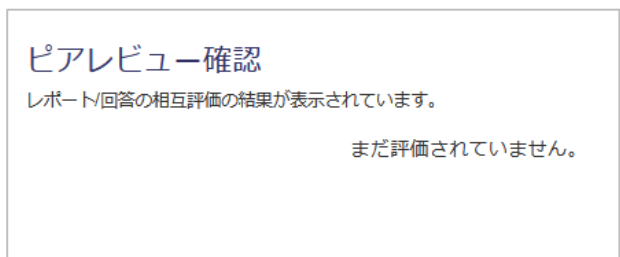 ピアレビュー確認
レポート/回答の相互評価の結果が表示されています。
まだ評価されていません。